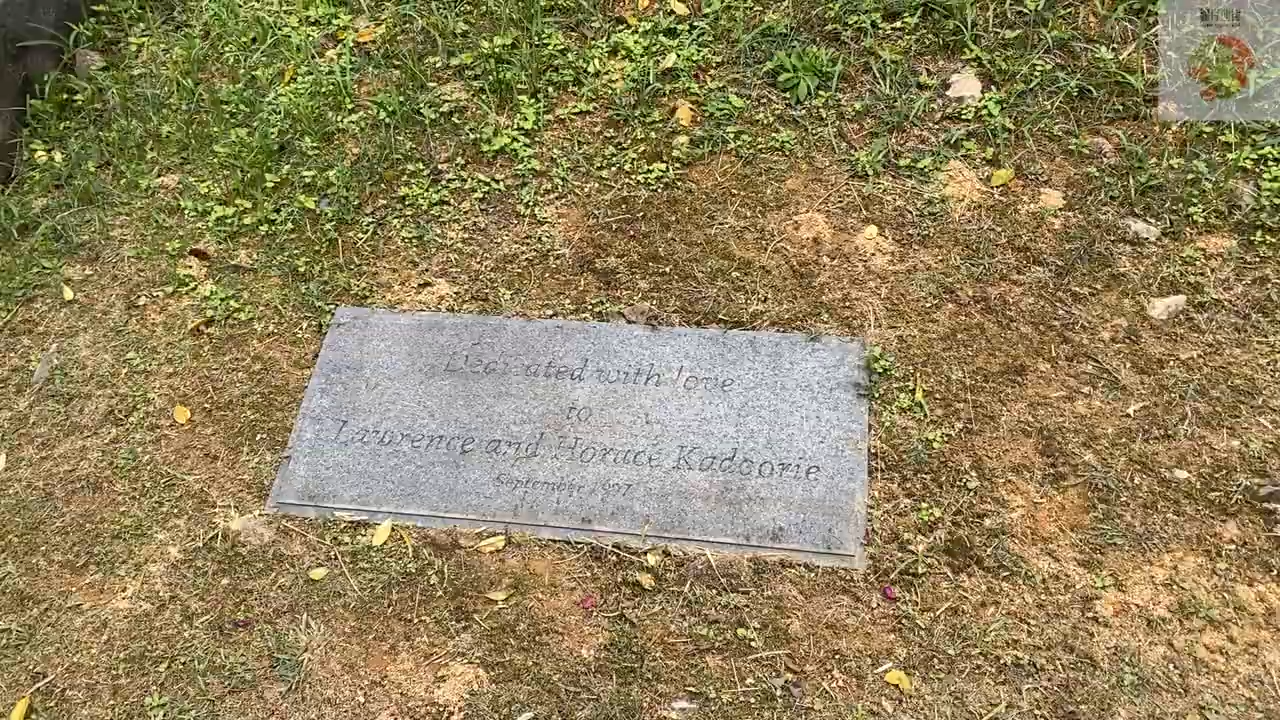 Dedicated with love
to
Lawrence and Horace Kadoorie
September 1997